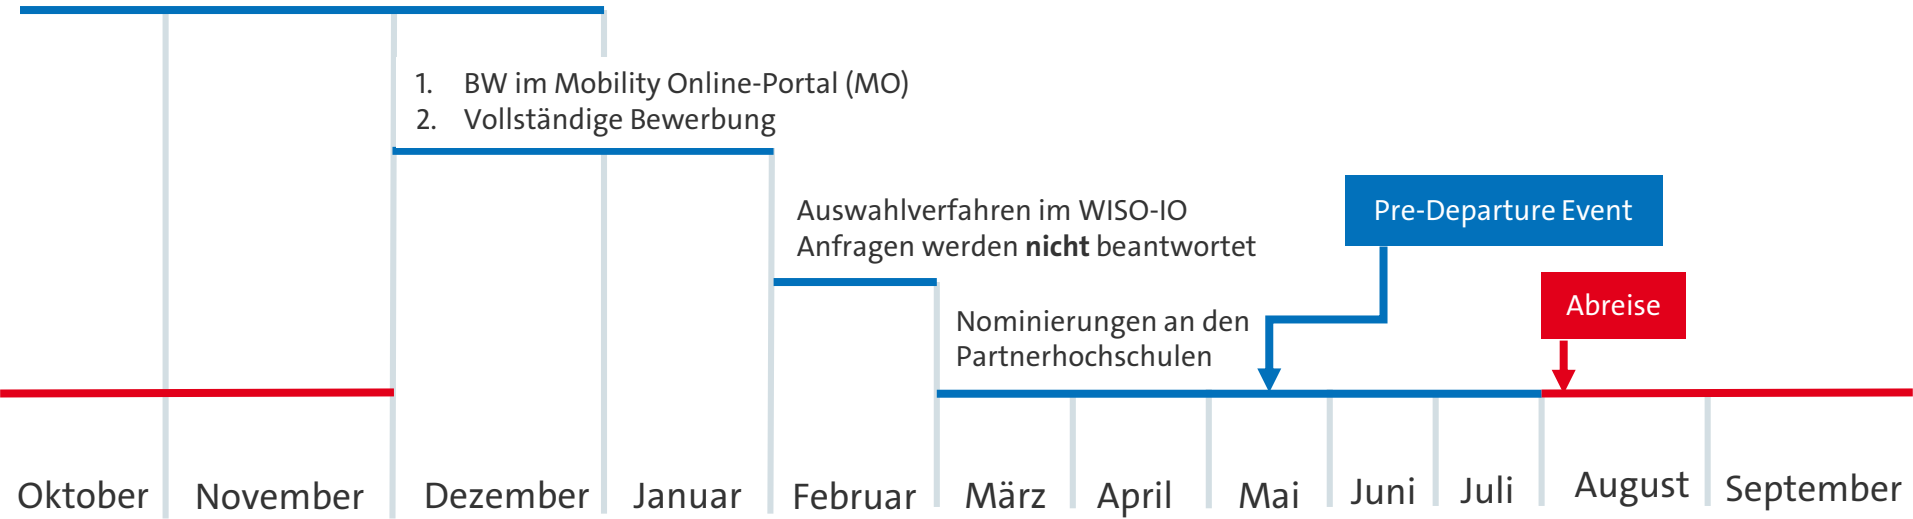 1. BW im Mobility Online-Portal (MO)
2. Vollständige Bewerbung
Auswahlverfahren im WISO-IO
Anfragen werden nicht beantwortet
Pre-Departure Event
Abreise
Nominierungen an den
Partnerhochschulen
Oktober November Dezember Januar Februar März April Mai Juni Juli August September